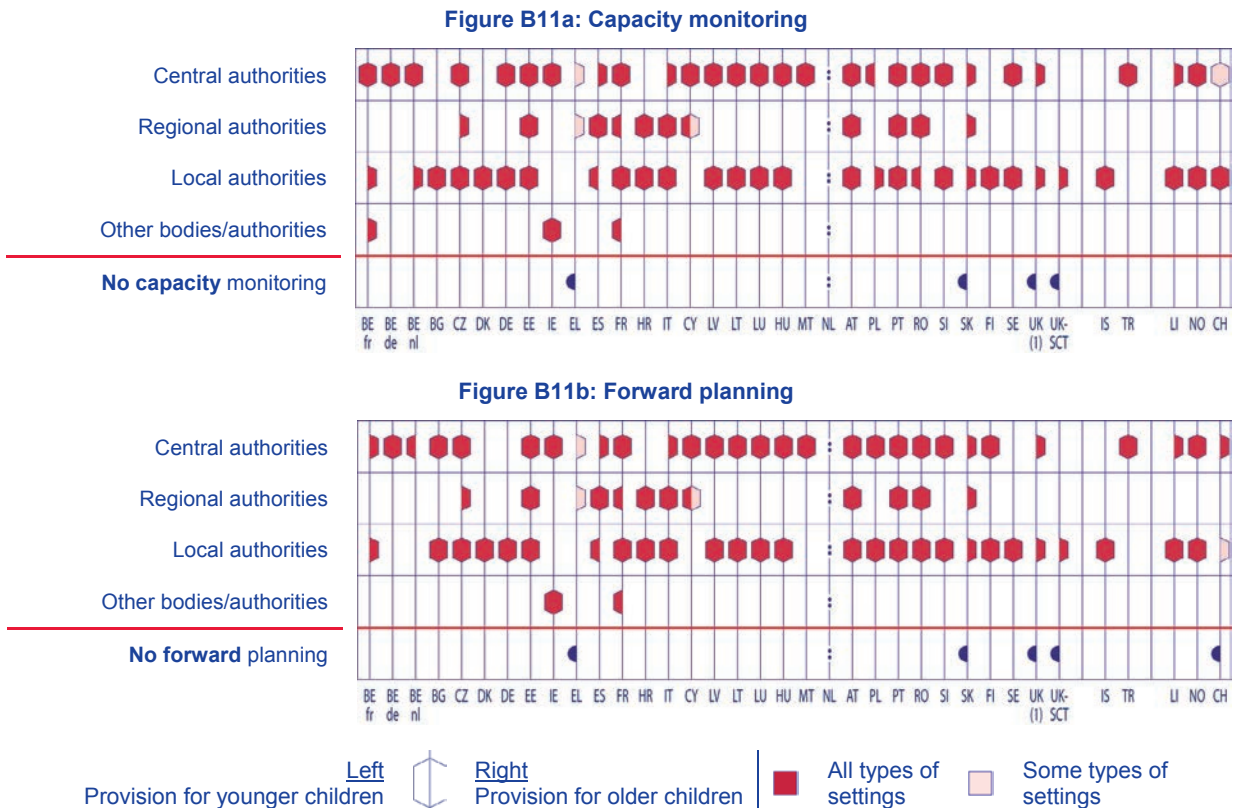 Figure B11a: Capacity monitoring
Central authorities
Regional authorities
Local authorities
Other bodies/authorities
No capacity monitoring
BE fr BE de BE nl BG CZ DK DE EE IE EL ES FR HR IT CY LV LT LU HU MT NL AT PL PT RO SI SK FI SE UK (1) UK-SCT IS TR LI NO CH
Figure B11b: Forward planning
Central authorities
Regional authorities
Local authorities
Other bodies/authorities
No forward planning
BE fr BE de BE nl BG CZ DK DE EE IE EL ES FR HR IT CY LV LT LU HU MT NL AT PL PT RO SI SK FI SE UK (1) UK-SCT IS TR LI NO CH
Left
Provision for younger children
Right
Provision for older children
All types of
settings
Some types of
settings